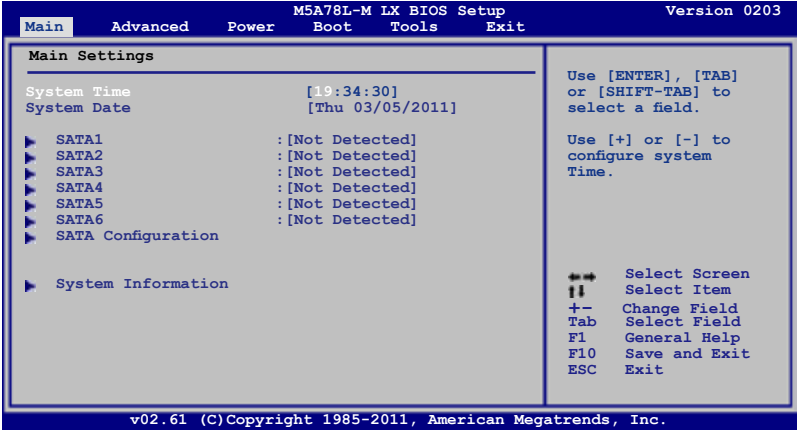 M5A78L-M LX BIOS Setup Version 0203
Main Advanced Power Boot Tools Exit
Main Settings
System Time [19:34:30]
System Date [Thu 03/05/2011]
SATA1 :[Not Detected]
SATA2 :[Not Detected]
SATA3 :[Not Detected]
SATA4 :[Not Detected]
SATA5 :[Not Detected]
SATA6 :[Not Detected]
SATA Configuration
System Information
Use [ENTER], [TAB]
or [SHIFT-TAB] to
select a field.
Use [+] or [-] to
configure system
Time.
Select Screen
Select Item
+- Change Field
Tab Select Field
F1 General Help
F10 Save and Exit
ESC Exit
v02.61 (C)Copyright 1985-2011, American Megatrends, Inc.